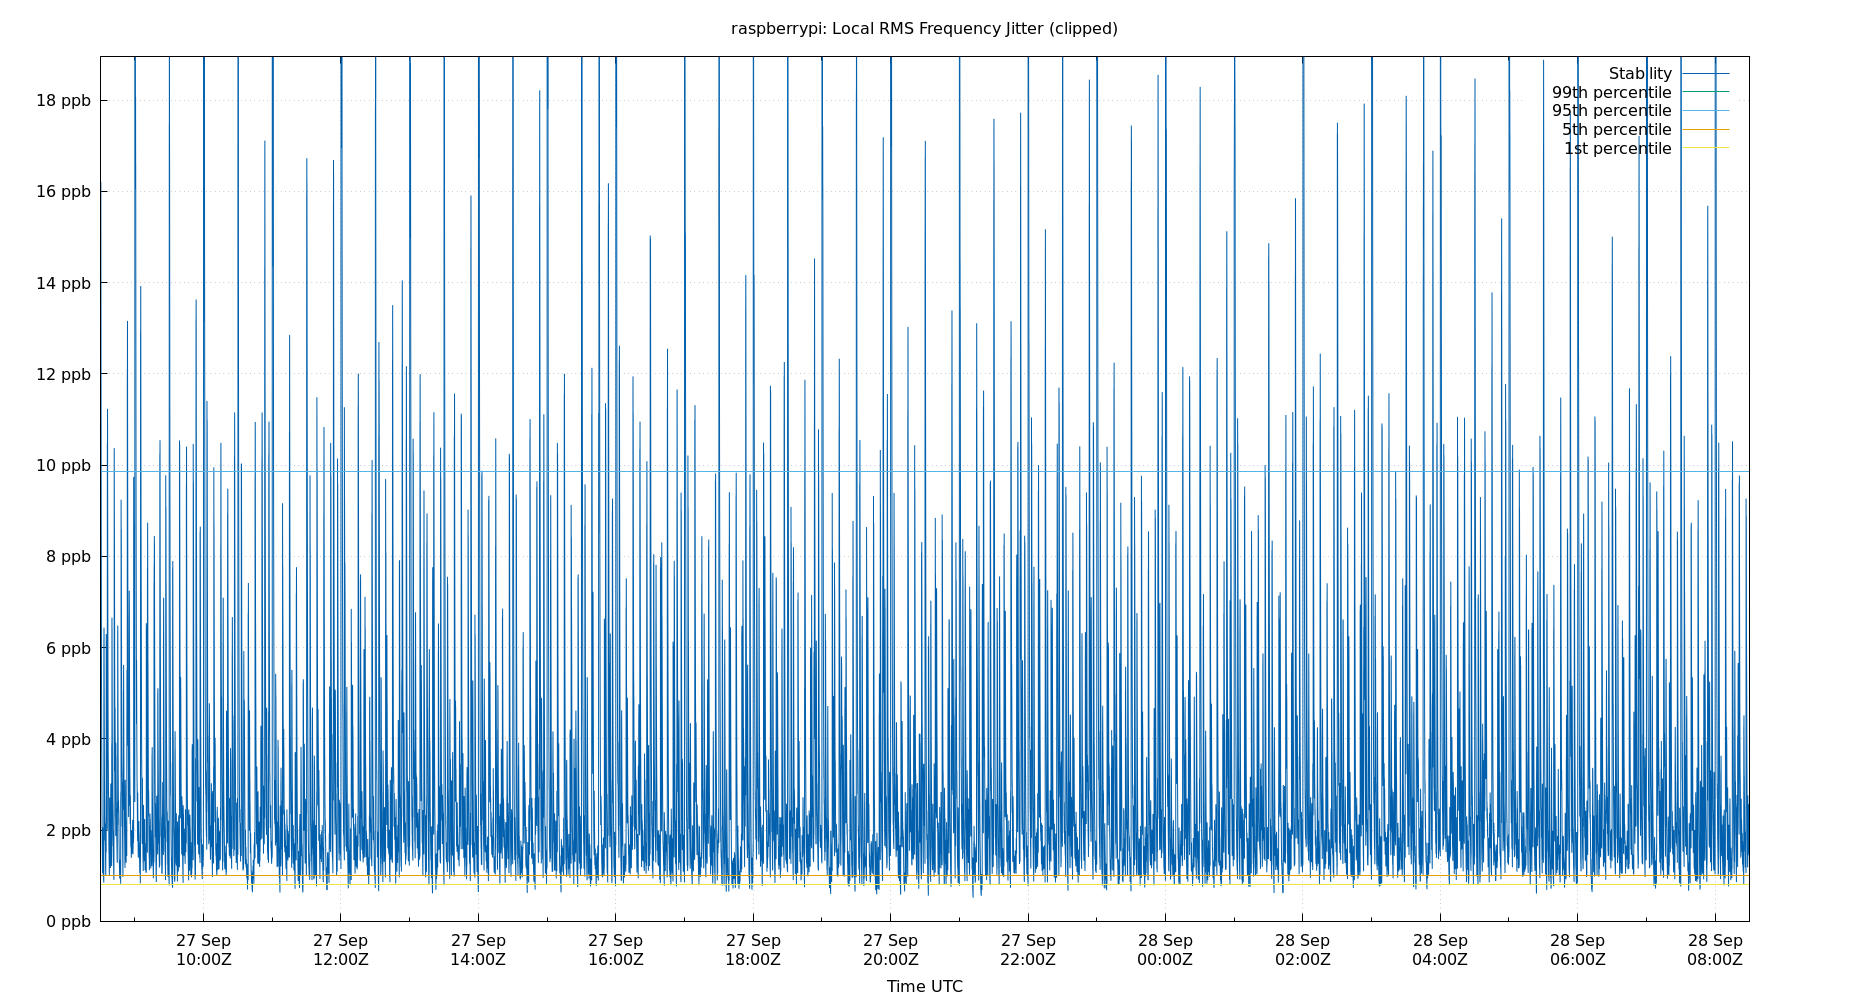 raspberrypi: Local RMS Frequency Jitter (clipped)
Stability
99th percentile
95th percentile
5th percentile
1st percentile
18 ppb
16 ppb
14 ppb
12 ppb
10 ppb
8 ppb
6 ppb
4 ppb
2 ppb
0 ppb
27 Sep 27 Sep 27 Sep 27 Sep 27 Sep 27 Sep 27 Sep 28 Sep 28 Sep 28 Sep 28 Sep 28 Sep
10:00Z 12:00Z 14:00Z 16:00Z 18:00Z 20:00Z 22:00Z 00:00Z 02:00Z 04:00Z 06:00Z 08:00Z
Time UTC